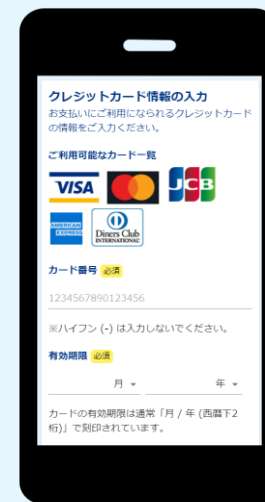 クレジットカード情報の入力
お支払いにご利用になられるクレジットカード
の情報をご入力ください。
ご利用可能なカード一覧
VISA
JCB
AMERICAN
EXPRESS
Diners Club
INTERNATIONAL
カード番号 必須
1234567890123456
※ハイフン (-) は入力しないでください。
有効期限 必須
月 年
カードの有効期限は通常「月 / 年 (西暦下2
桁)」で刻印されています。